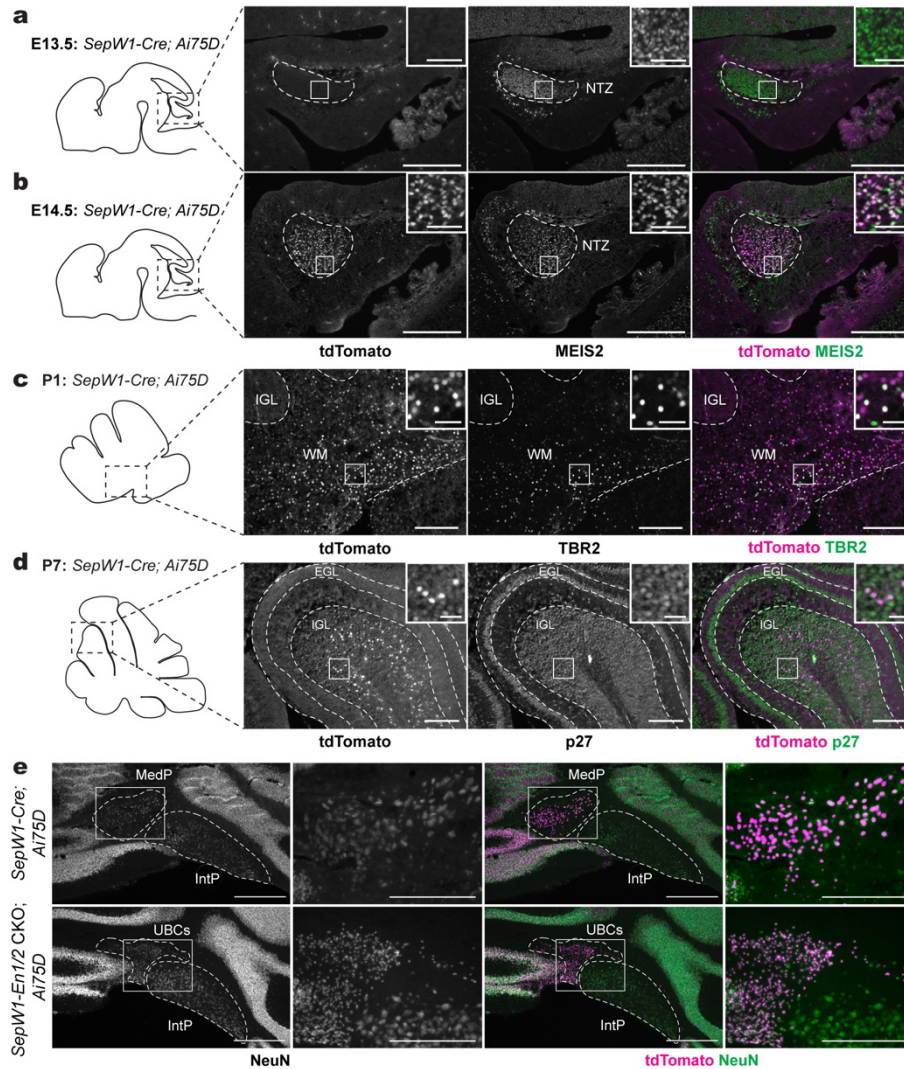 a
E13.5: SepW1-Cre; Ai75D
NTZ
b
E14.5: SepW1-Cre; Ai75D
NTZ
tdTomato MEIS2 tdTomato MEIS2
c P1: SepW1-Cre; Ai75D
IGL IGL IGL
WM WM
tdTomato TBR2 tdTomato TBR2
d P7: SepW1-Cre; Ai75D
EGL EGL EGL
IGL IGL IGL
tdTomato p27 tdTomato p27
e
SepW1-Cre;
Ai75D
MedP MedP
IntP IntP
SepW1-En1/2 CKO;
Ai75D
UBCs UBCs
IntP IntP
NeuN tdTomato NeuN